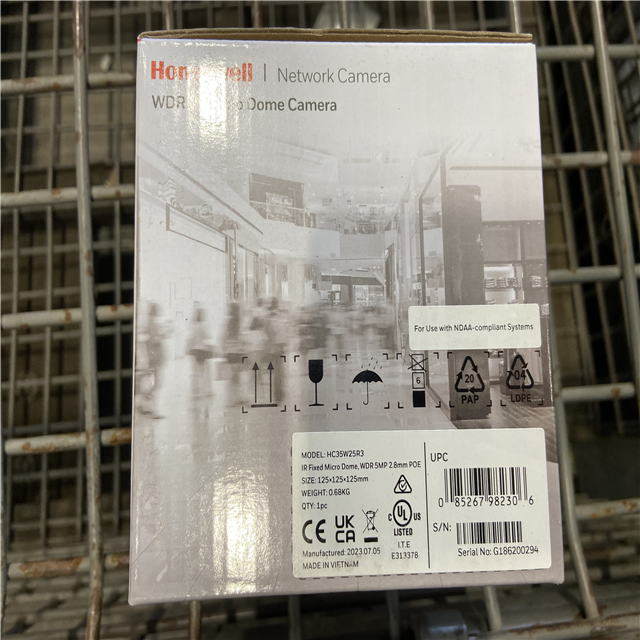 Honeywell | Network Camera
WDR Dome Camera
For Use with NDAA-compliant Systems
6
20
PAP
04
LDPE
MODEL: HC35W25R3
IR Fixed Micro Dome, WDR 5MP 2.8mm POE
SIZE: 125×125×125mm
WEIGHT: 0.68KG
QTY: 1pc
CE UK CA
C UL US
LISTED
I.T.E
E313378
Manufactured: 2023.07.05
MADE IN VIETNAM
UPC
0 85267 98230 6
S/N:
Serial No: G186200294